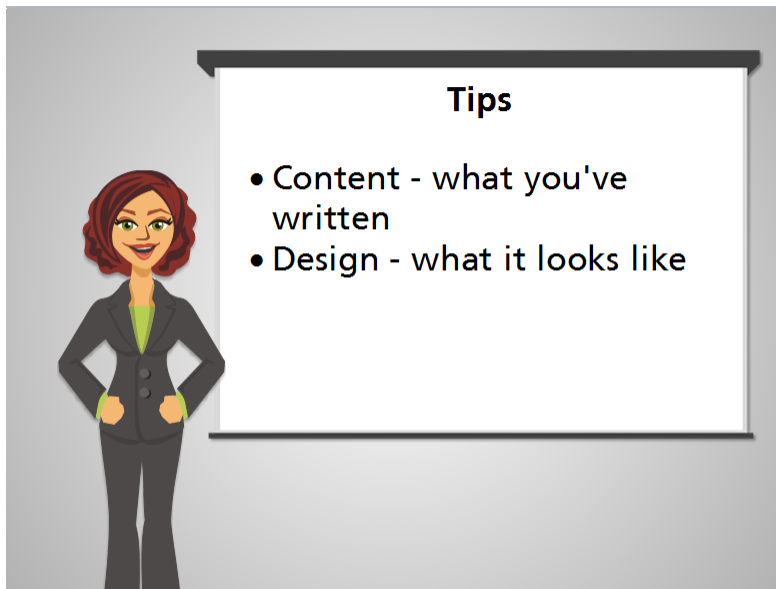 Tips
• Content - what you've
written
• Design - what it looks like